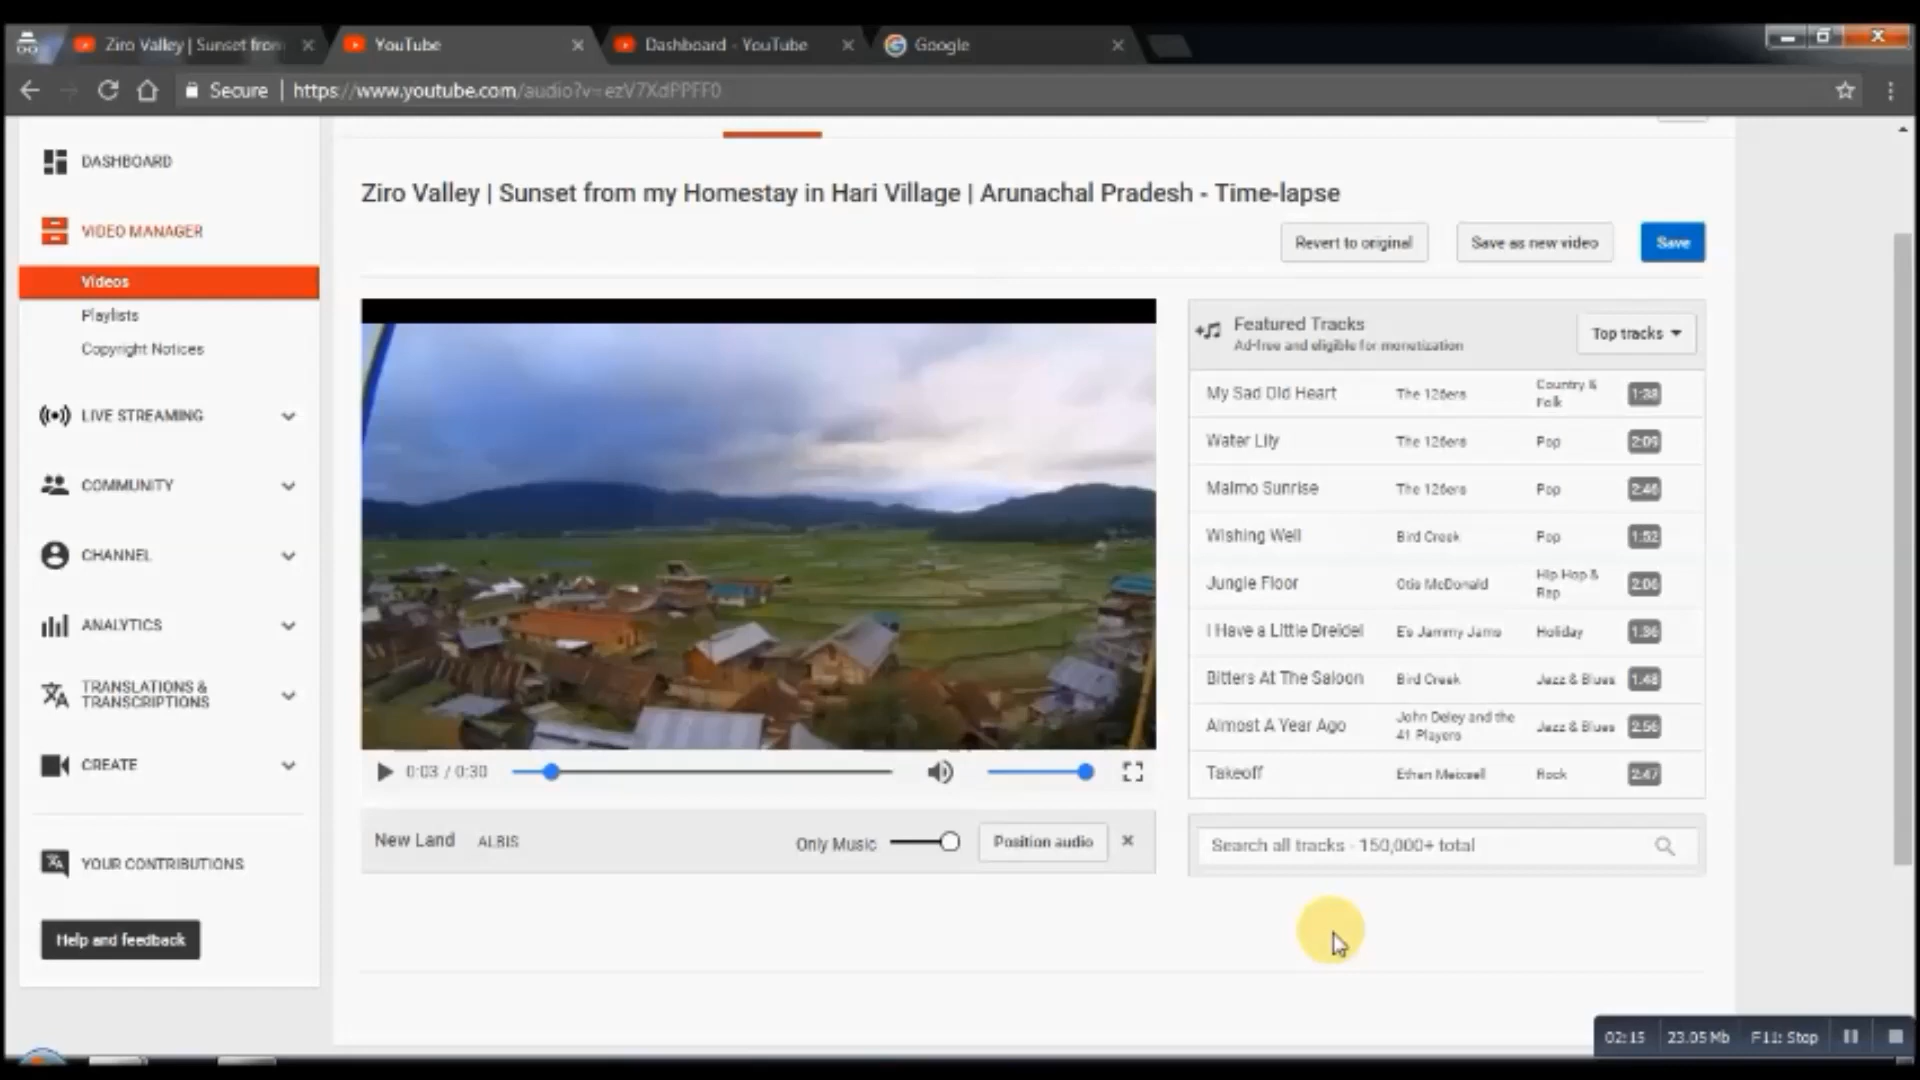 Ziro Valley | Sunset from
YouTube
Dashboard - YouTube
Google
Secure | https://www.youtube.com/audio?v=ezV7XdPPFF0
DASHBOARD
VIDEO MANAGER
Videos
Playlists
Copyright Notices
LIVE STREAMING
COMMUNITY
CHANNEL
ANALYTICS
TRANSLATIONS &
TRANSCRIPTIONS
CREATE
YOUR CONTRIBUTIONS
Help and feedback
Ziro Valley | Sunset from my Homestay in Hari Village | Arunachal Pradesh - Time-lapse
Revert to original
Save as new video
Save
0:03 / 0:30
New Land ALBIS
Only Music
Position audio
Featured Tracks
Ad-free and eligible for monetization
Top tracks
My Sad Old Heart The 126ers Country &
Folk 1:38
Water Lily The 126ers Pop 2:09
Malmo Sunrise The 126ers Pop 2:46
Wishing Well Bird Creek Pop 1:52
Jungle Floor Otis McDonald Hip Hop &
Rap 2:06
I Have a Little Dreidel E's Jammy Jams Holiday 1:36
Bitters At The Saloon Bird Creek Jazz & Blues 1:48
Almost A Year Ago John Deley and the
41 Players Jazz & Blues 2:56
Takeoff Ethan Meixsell Rock 2:47
Search all tracks - 150,000+ total
02:15 23.05 Mb F11: Stop